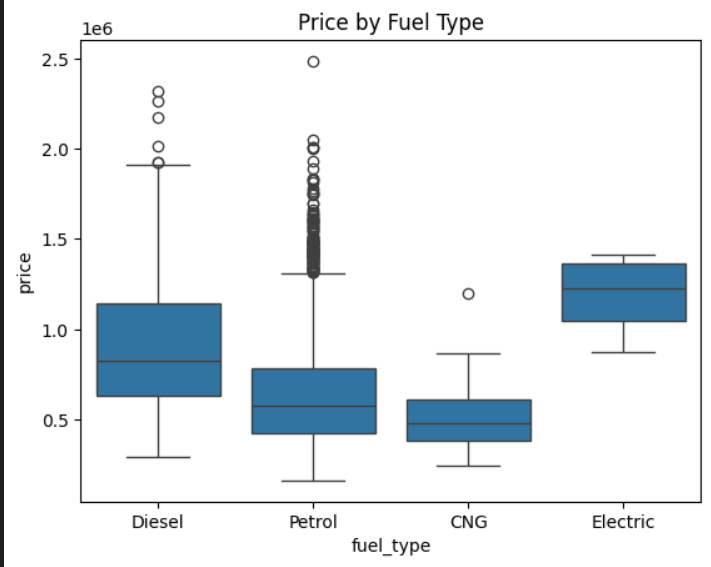 Price by Fuel Type
1e6
2.5
2.0
1.5
1.0
0.5
price
Diesel Petrol CNG Electric
fuel_type